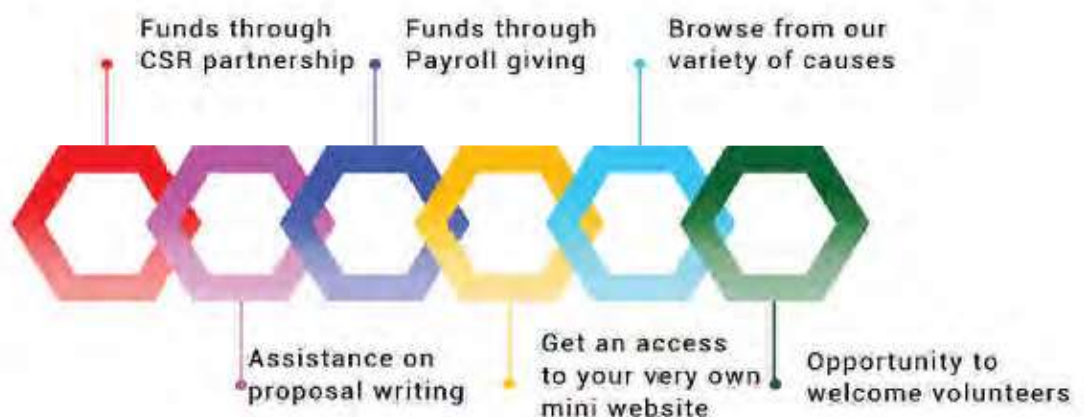 Funds through
CSR partnership
Funds through
Payroll giving
Browse from our
variety of causes
Assistance on
proposal writing
Get an access
to your very own
mini website
Opportunity to
welcome volunteers